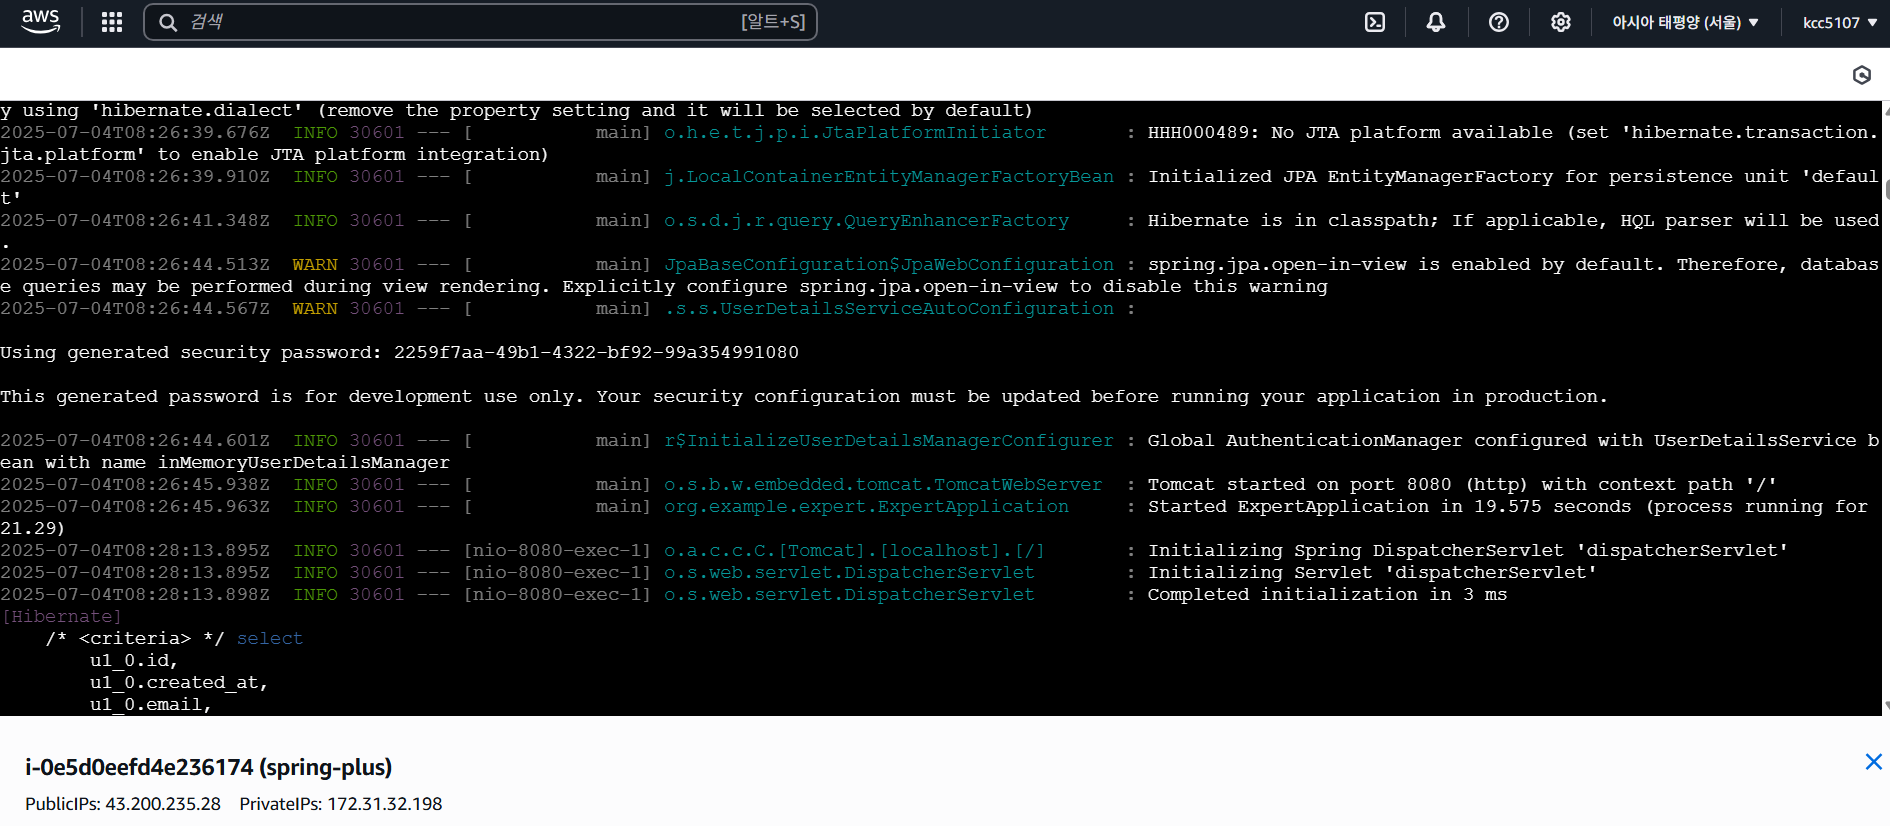 aws
검색
[알트+S]
아시아 태평양 (서울) ▼
kcc5107 ▼
y using 'hibernate.dialect' (remove the property setting and it will be selected by default)
2025-07-04T08:26:39.676Z  INFO 30601 --- [           main] o.h.e.t.j.p.i.JtaPlatformInitiator       : HHH000489: No JTA platform available (set 'hibernate.transaction.
jta.platform' to enable JTA platform integration)
2025-07-04T08:26:39.910Z  INFO 30601 --- [           main] j.LocalContainerEntityManagerFactoryBean : Initialized JPA EntityManagerFactory for persistence unit 'defaul
t'
2025-07-04T08:26:41.348Z  INFO 30601 --- [           main] o.s.d.j.r.query.QueryEnhancerFactory     : Hibernate is in classpath; If applicable, HQL parser will be used
.
2025-07-04T08:26:44.513Z  WARN 30601 --- [           main] JpaBaseConfiguration$JpaWebConfiguration : spring.jpa.open-in-view is enabled by default. Therefore, databas
e queries may be performed during view rendering. Explicitly configure spring.jpa.open-in-view to disable this warning
2025-07-04T08:26:44.567Z  WARN 30601 --- [           main] .s.s.UserDetailsServiceAutoConfiguration :
Using generated security password: 2259f7aa-49b1-4322-bf92-99a354991080
This generated password is for development use only. Your security configuration must be updated before running your application in production.
2025-07-04T08:26:44.601Z  INFO 30601 --- [           main] r$InitializeUserDetailsManagerConfigurer : Global AuthenticationManager configured with UserDetailsService b
ean with name inMemoryUserDetailsManager
2025-07-04T08:26:45.938Z  INFO 30601 --- [           main] o.s.b.w.embedded.tomcat.TomcatWebServer  : Tomcat started on port 8080 (http) with context path '/'
2025-07-04T08:26:45.963Z  INFO 30601 --- [           main] org.example.expert.ExpertApplication     : Started ExpertApplication in 19.575 seconds (process running for
21.29)
2025-07-04T08:28:13.895Z  INFO 30601 --- [nio-8080-exec-1] o.a.c.c.C.[Tomcat].[localhost].[/]       : Initializing Spring DispatcherServlet 'dispatcherServlet'
2025-07-04T08:28:13.895Z  INFO 30601 --- [nio-8080-exec-1] o.s.web.servlet.DispatcherServlet        : Initializing Servlet 'dispatcherServlet'
2025-07-04T08:28:13.898Z  INFO 30601 --- [nio-8080-exec-1] o.s.web.servlet.DispatcherServlet        : Completed initialization in 3 ms
[Hibernate]
    /* <criteria> */ select
        u1_0.id,
        u1_0.created_at,
        u1_0.email,
i-0e5d0eefd4e236174 (spring-plus)
PublicIPs: 43.200.235.28    PrivateIPs: 172.31.32.198